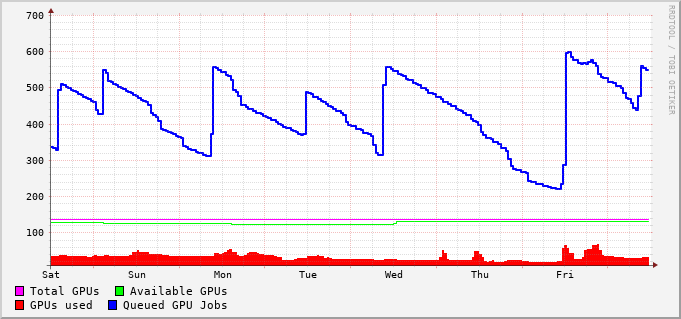 700
600
500
400
300
200
100
Sat Sun Mon Tue Wed Thu Fri
Total GPUs Available GPUs
GPUs used Queued GPU Jobs
RRDTOOL / TOBI OETIKER